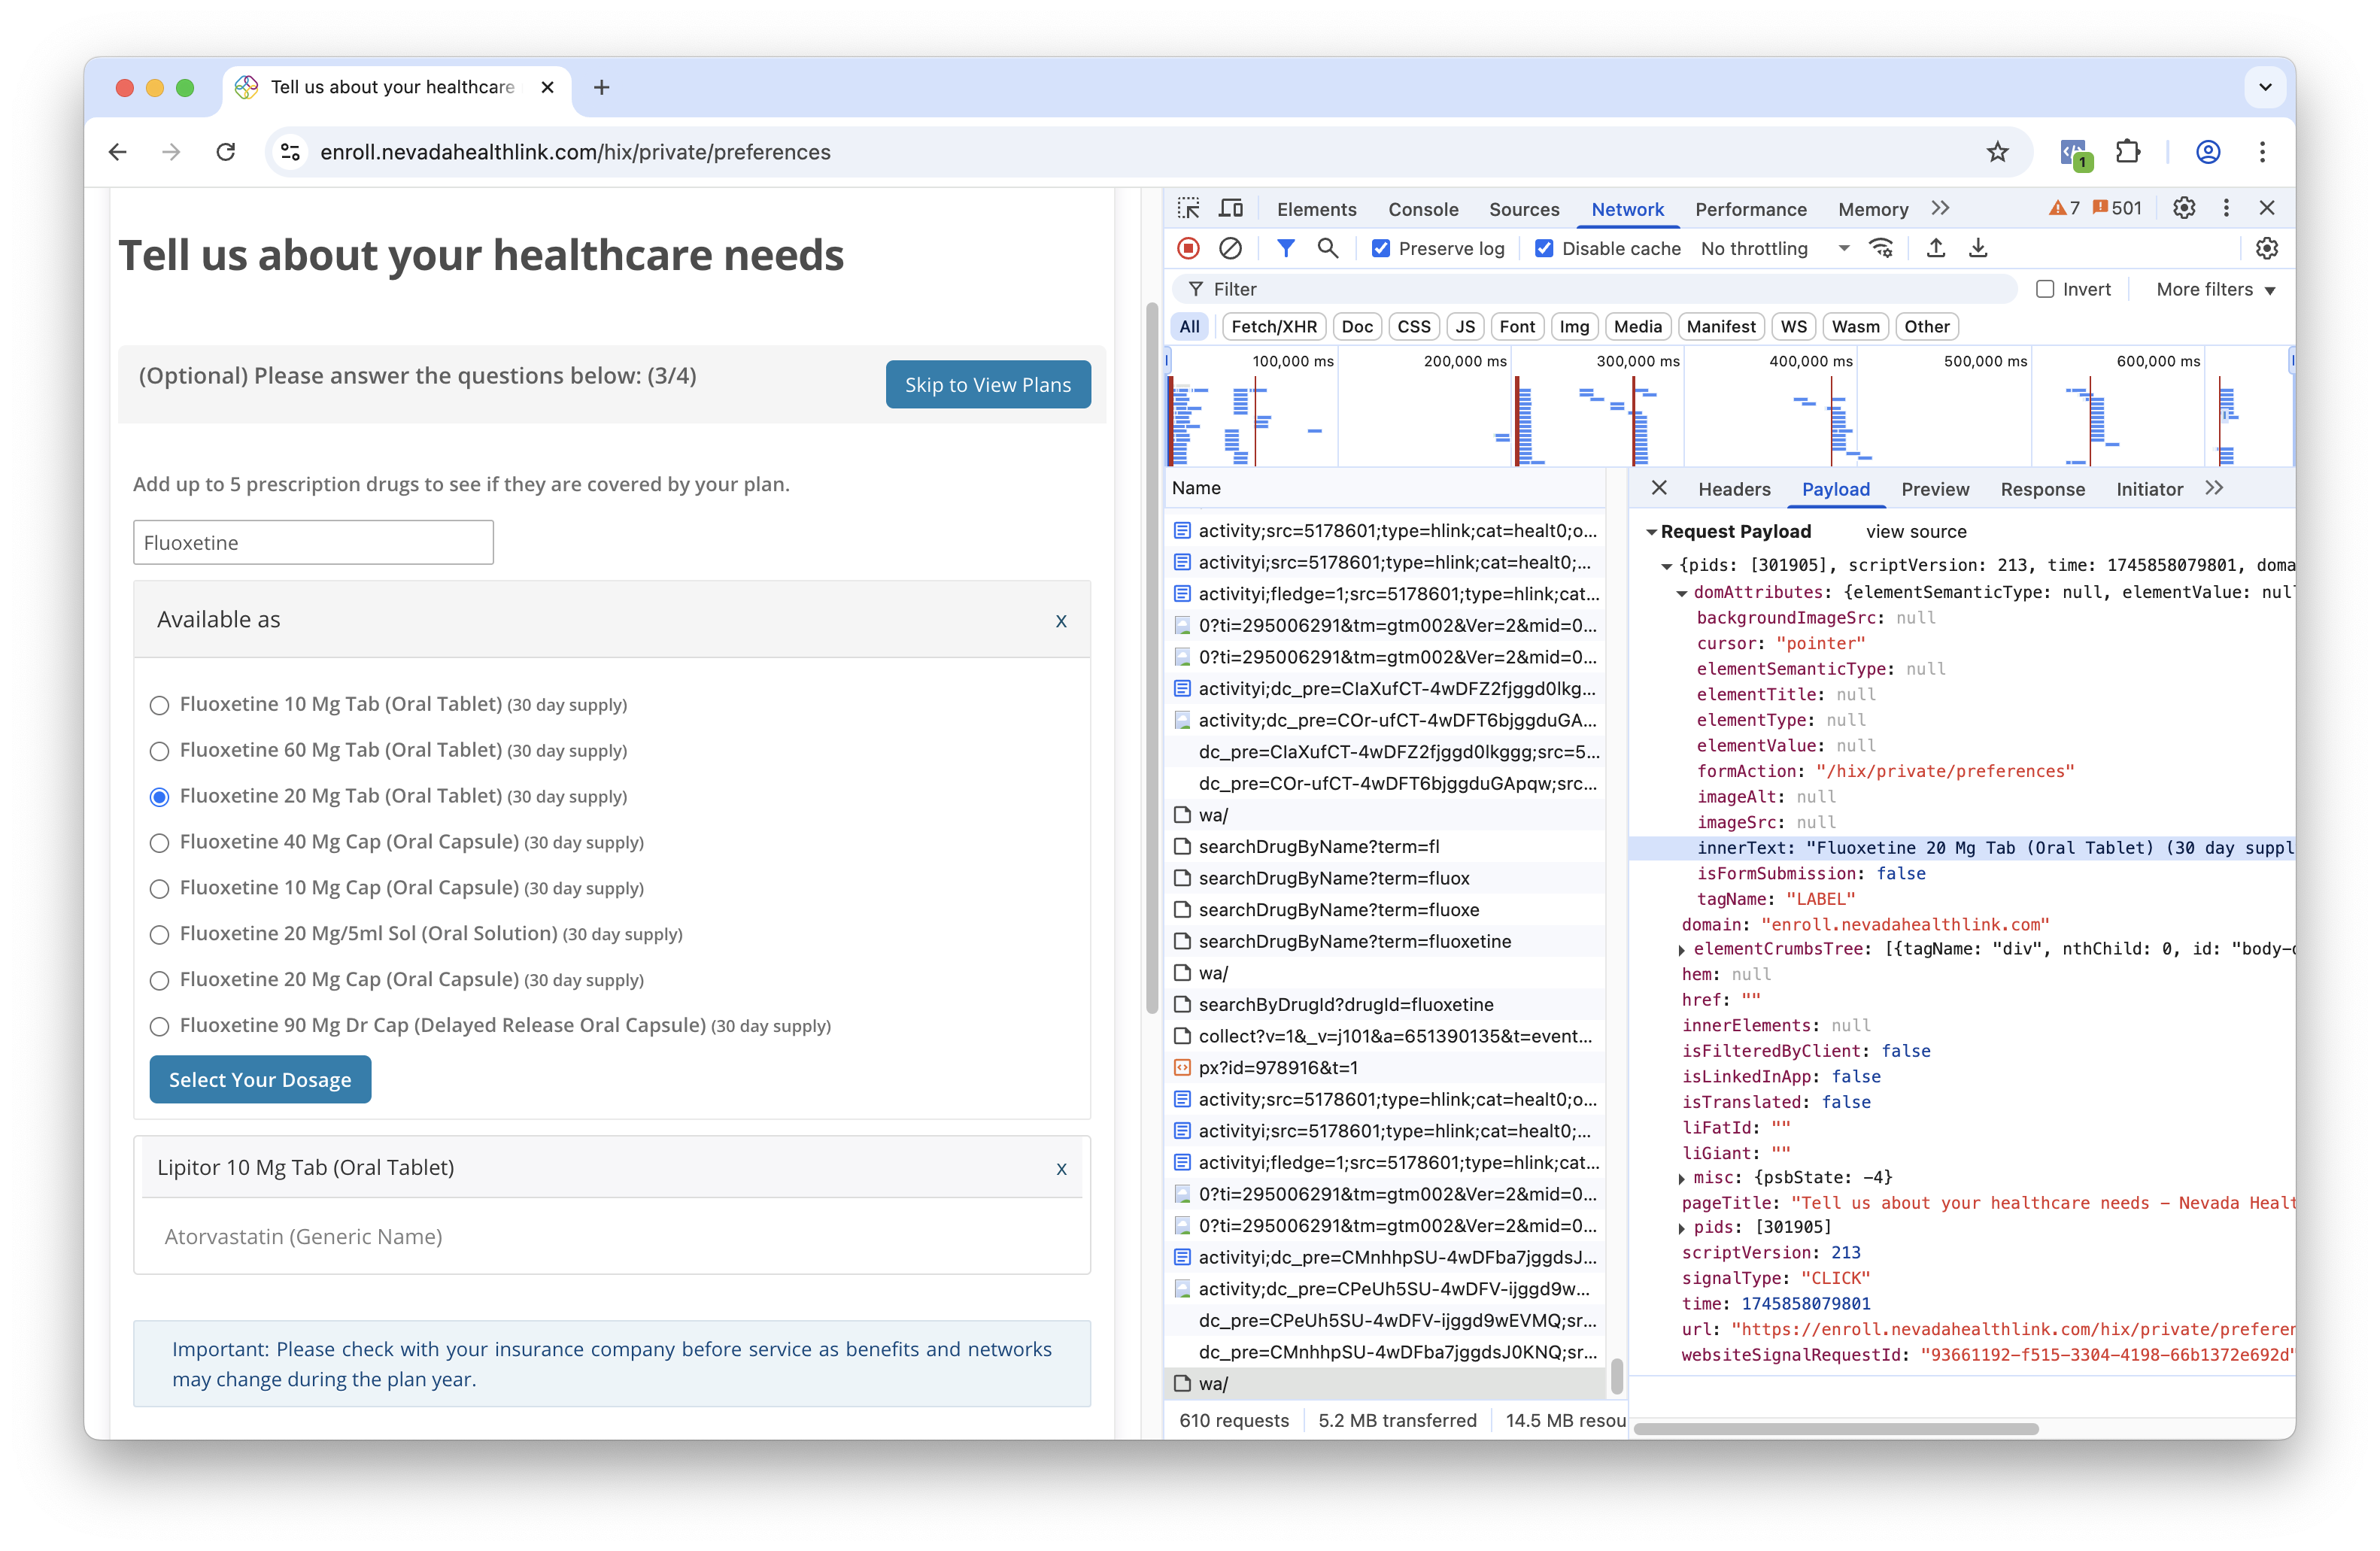 Tell us about your healthcare
enroll.nevadahealthlink.com/hix/private/preferences
1
Tell us about your healthcare needs
(Optional) Please answer the questions below: (3/4)
Skip to View Plans
Add up to 5 prescription drugs to see if they are covered by your plan.
Fluoxetine
Available as
x
Fluoxetine 10 Mg Tab (Oral Tablet) (30 day supply)
Fluoxetine 60 Mg Tab (Oral Tablet) (30 day supply)
Fluoxetine 20 Mg Tab (Oral Tablet) (30 day supply)
Fluoxetine 40 Mg Cap (Oral Capsule) (30 day supply)
Fluoxetine 10 Mg Cap (Oral Capsule) (30 day supply)
Fluoxetine 20 Mg/5ml Sol (Oral Solution) (30 day supply)
Fluoxetine 20 Mg Cap (Oral Capsule) (30 day supply)
Fluoxetine 90 Mg Dr Cap (Delayed Release Oral Capsule) (30 day supply)
Select Your Dosage
Lipitor 10 Mg Tab (Oral Tablet)
x
Atorvastatin (Generic Name)
Important: Please check with your insurance company before service as benefits and networks
may change during the plan year.
Elements Console Sources Network Performance Memory 7 501
Preserve log Disable cache No throttling
Filter Invert More filters
All Fetch/XHR Doc CSS JS Font Img Media Manifest WS Wasm Other
100,000 ms 200,000 ms 300,000 ms 400,000 ms 500,000 ms 600,000 ms
Name
activity;src=5178601;type=hlink;cat=healt0;o...
activityi;src=5178601;type=hlink;cat=healt0;...
activityi;fledge=1;src=5178601;type=hlink;cat...
0?ti=295006291&tm=gtm002&Ver=2&mid=0...
0?ti=295006291&tm=gtm002&Ver=2&mid=0...
activityi;dc_pre=CIaXufCT-4wDFZ2fjggd0lkg...
activity;dc_pre=COr-ufCT-4wDFT6bjggduGA...
dc_pre=CIaXufCT-4wDFZ2fjggd0lkggg;src=5...
dc_pre=COr-ufCT-4wDFT6bjggduGApqw;src...
wa/
searchDrugByName?term=fl
searchDrugByName?term=fluox
searchDrugByName?term=fluoxe
searchDrugByName?term=fluoxetine
wa/
searchByDrugId?drugId=fluoxetine
collect?v=1&_v=j101&a=651390135&t=event...
px?id=978916&t=1
activity;src=5178601;type=hlink;cat=healt0;o...
activityi;src=5178601;type=hlink;cat=healt0;...
activityi;fledge=1;src=5178601;type=hlink;cat...
0?ti=295006291&tm=gtm002&Ver=2&mid=0...
0?ti=295006291&tm=gtm002&Ver=2&mid=0...
activityi;dc_pre=CMnhhpSU-4wDFba7jggdsJ...
activity;dc_pre=CPeUh5SU-4wDFV-ijggd9w...
dc_pre=CPeUh5SU-4wDFV-ijggd9wEVMQ;sr...
dc_pre=CMnhhpSU-4wDFba7jggdsJ0KNQ;sr...
wa/
610 requests 5.2 MB transferred 14.5 MB resou
Headers Payload Preview Response Initiator
Request Payload view source
{pids: [301905], scriptVersion: 213, time: 1745858079801, doma
domAttributes: {elementSemanticType: null, elementValue: nul
backgroundImageSrc: null
cursor: "pointer"
elementSemanticType: null
elementTitle: null
elementType: null
elementValue: null
formAction: "/hix/private/preferences"
imageAlt: null
imageSrc: null
innerText: "Fluoxetine 20 Mg Tab (Oral Tablet) (30 day suppl
isFormSubmission: false
tagName: "LABEL"
domain: "enroll.nevadahealthlink.com"
elementCrumbsTree: [{tagName: "div", nthChild: 0, id: "body-c
hem: null
href: ""
innerElements: null
isFilteredByClient: false
isLinkedInApp: false
isTranslated: false
liFatId: ""
liGiant: ""
misc: {psbState: -4}
pageTitle: "Tell us about your healthcare needs – Nevada Healt
pids: [301905]
scriptVersion: 213
signalType: "CLICK"
time: 1745858079801
url: "https://enroll.nevadahealthlink.com/hix/private/preferen
websiteSignalRequestId: "93661192-f515-3304-4198-66b1372e692d"